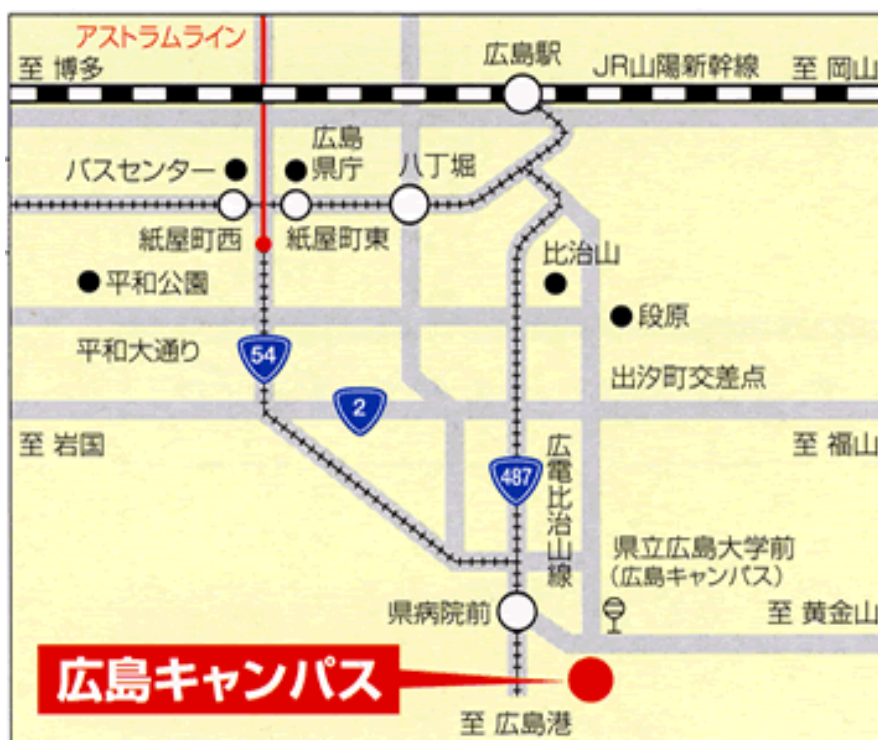 アストラムライン
至 博多
広島駅
JR山陽新幹線
至 岡山
バスセンター
広島
県庁
八丁堀
紙屋町西
紙屋町東
比治山
平和公園
段原
平和大通り
54
出汐町交差点
2
至 岩国
至 福山
広電比治山線
487
県立広島大学前
(広島キャンパス)
県病院前
至 黄金山
広島キャンパス
至 広島港